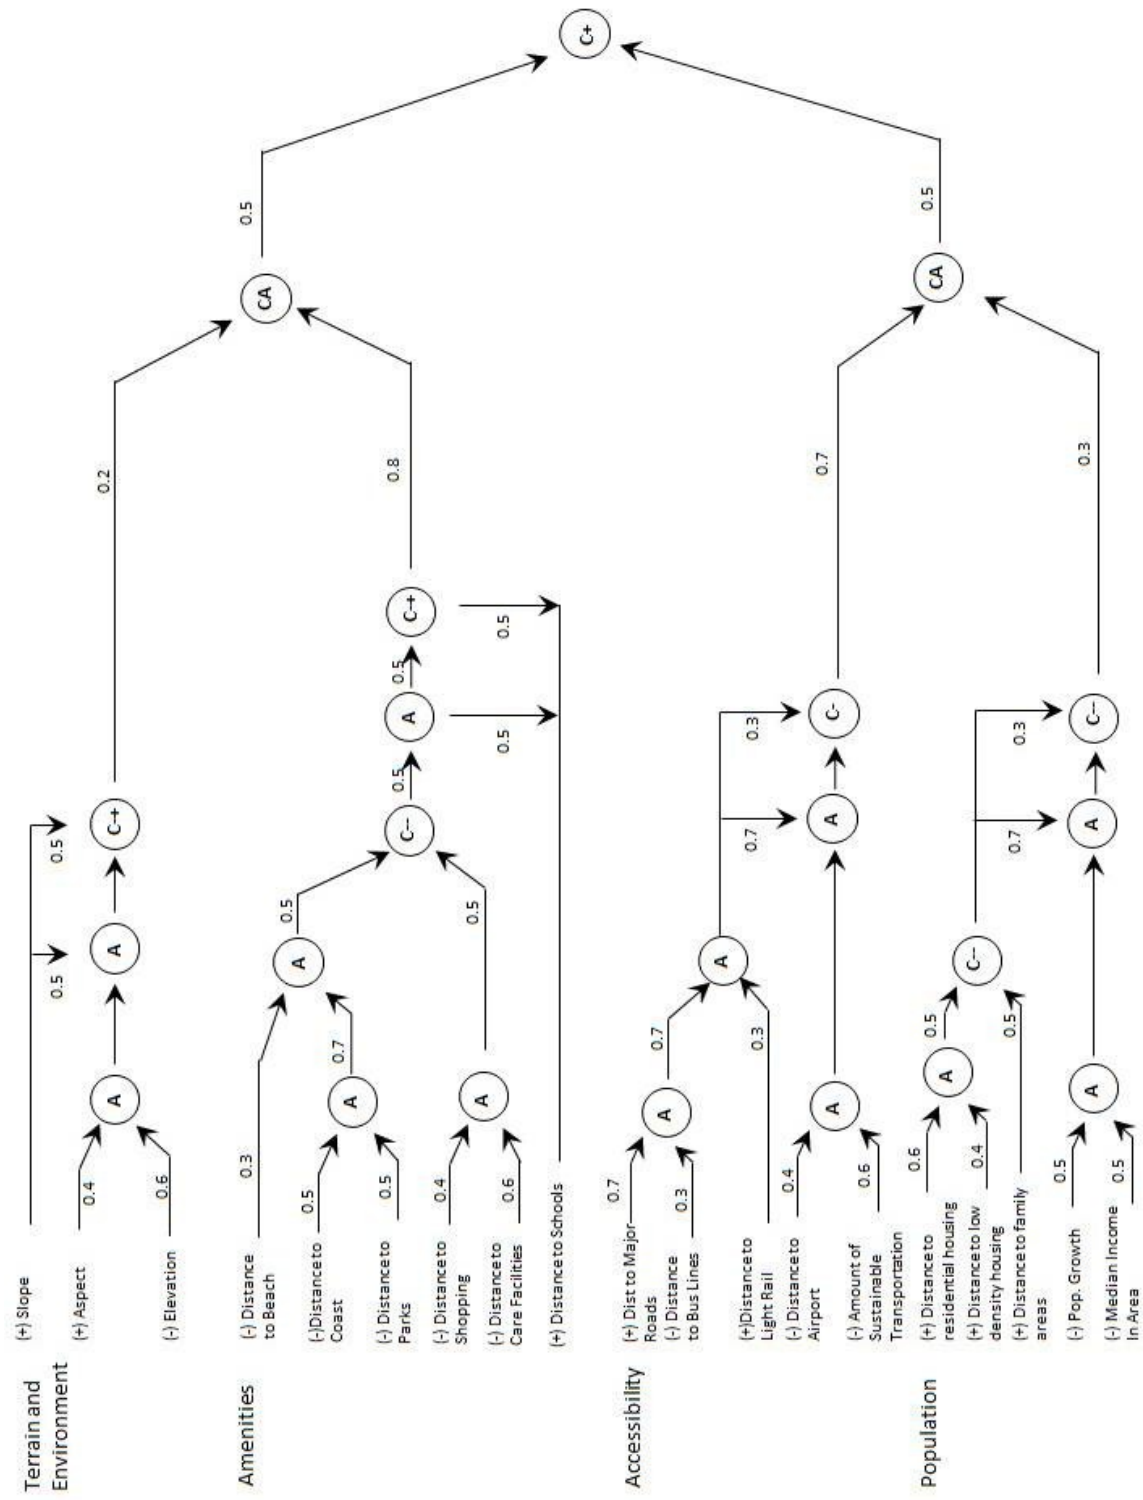 Terrain and
Environment
(+) Slope
(+) Aspect
(-) Elevation
0.4
0.6
A
0.5
A
0.5
C-+
0.2
Amenities
(-) Distance
to Beach
(-)Distance to
Coast
(-) Distance to
Parks
(-) Distance to
Shopping
(-) Distance to
Care Facilities
(+) Distance to Schools
0.3
0.5
0.5
0.4
0.6
A
A
0.7
A
0.5
0.5
C--
0.5
A
0.5
0.5
C-+
0.5
0.8
CA
0.5
Accessibility
(+) Dist to Major
Roads
(-) Distance
to Bus Lines
(+)Distance to
Light Rail
(-) Distance to
Airport
(-) Amount of
Sustainable
Transportation
0.7
0.3
A
0.7
0.3
A
0.4
0.6
A
0.7
A
0.3
C-
0.7
Population
(+) Distance to
residential housing
(+) Distance to low
density housing
(+) Distance to family
areas
(-) Pop. Growth
(-) Median Income
In Area
0.6
0.4
A
0.5
0.5
C--
0.5
0.5
A
0.7
A
0.3
C--
0.3
CA
0.5
C+